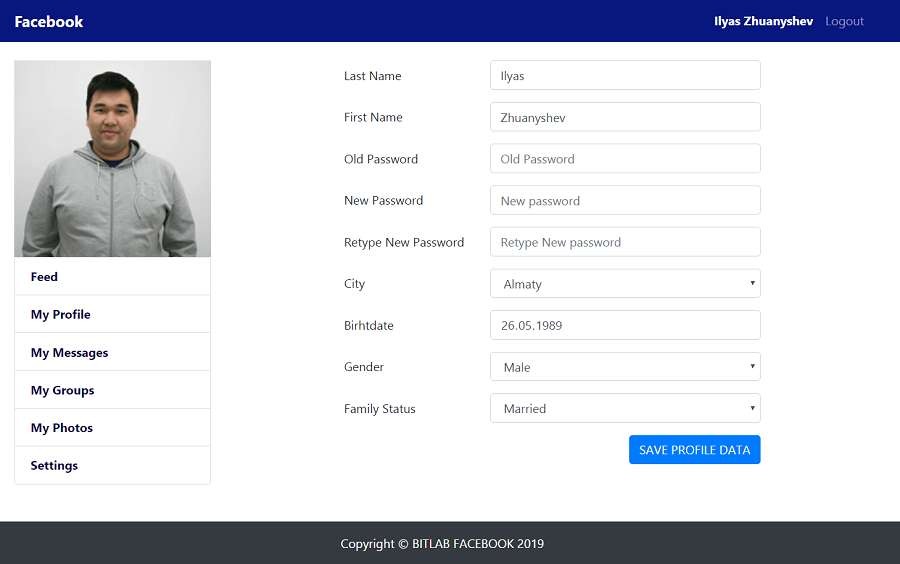 Facebook
Ilyas Zhuanyshev Logout
Feed
My Profile
My Messages
My Groups
My Photos
Settings
Last Name Ilyas
First Name Zhuanyshev
Old Password Old Password
New Password New password
Retype New Password Retype New password
City Almaty
Birhtdate 26.05.1989
Gender Male
Family Status Married
SAVE PROFILE DATA
Copyright © BITLAB FACEBOOK 2019